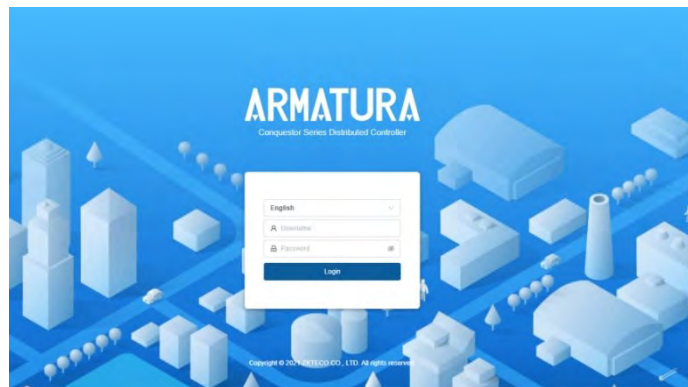 ARMATURA
Conquestor Series Distributed Controller
English
Username
Password
Login
Copyright © 2021 ZKTECO CO., LTD. All rights reserved